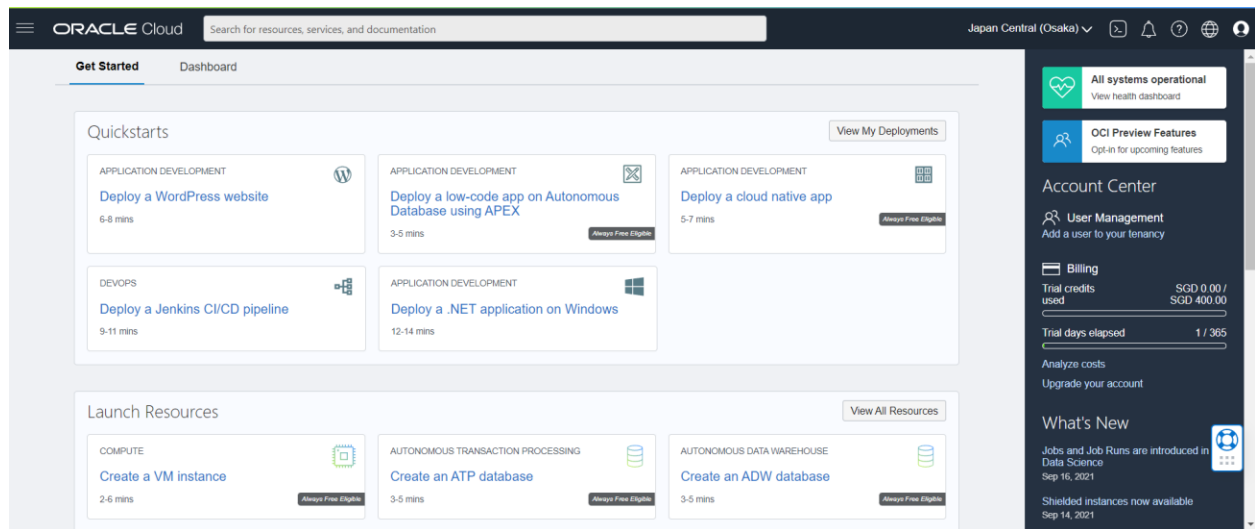 ORACLE Cloud
Search for resources, services, and documentation
Japan Central (Osaka)
Get Started
Dashboard
Quickstarts
View My Deployments
APPLICATION DEVELOPMENT
Deploy a WordPress website
6-8 mins
APPLICATION DEVELOPMENT
Deploy a low-code app on Autonomous
Database using APEX
3-5 mins
Always Free Eligible
APPLICATION DEVELOPMENT
Deploy a cloud native app
5-7 mins
Always Free Eligible
DEVOPS
Deploy a Jenkins CI/CD pipeline
9-11 mins
APPLICATION DEVELOPMENT
Deploy a .NET application on Windows
12-14 mins
Launch Resources
View All Resources
COMPUTE
Create a VM instance
2-6 mins
Always Free Eligible
AUTONOMOUS TRANSACTION PROCESSING
Create an ATP database
3-5 mins
Always Free Eligible
AUTONOMOUS DATA WAREHOUSE
Create an ADW database
3-5 mins
Always Free Eligible
All systems operational
View health dashboard
OCI Preview Features
Opt-in for upcoming features
Account Center
User Management
Add a user to your tenancy
Billing
Trial credits SGD 0.00 /
used SGD 400.00
Trial days elapsed 1 / 365
Analyze costs
Upgrade your account
What's New
Jobs and Job Runs are introduced in
Data Science
Sep 16, 2021
Shielded instances now available
Sep 14, 2021